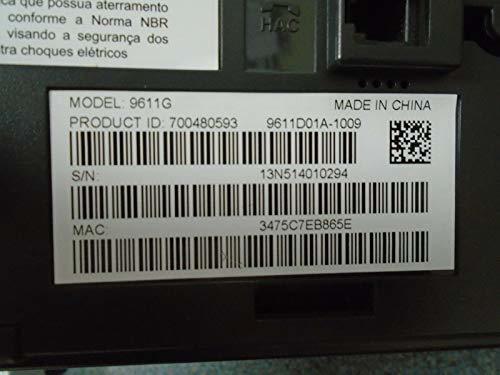 ca que possua aterramento
conforme a Norma NBR
visando a segurança dos
tra choques elétricos
HAC
MODEL: 9611G MADE IN CHINA
PRODUCT ID: 700480593 9611D01A-1009
S/N: 13N514010294
MAC: 3475C7EB865E